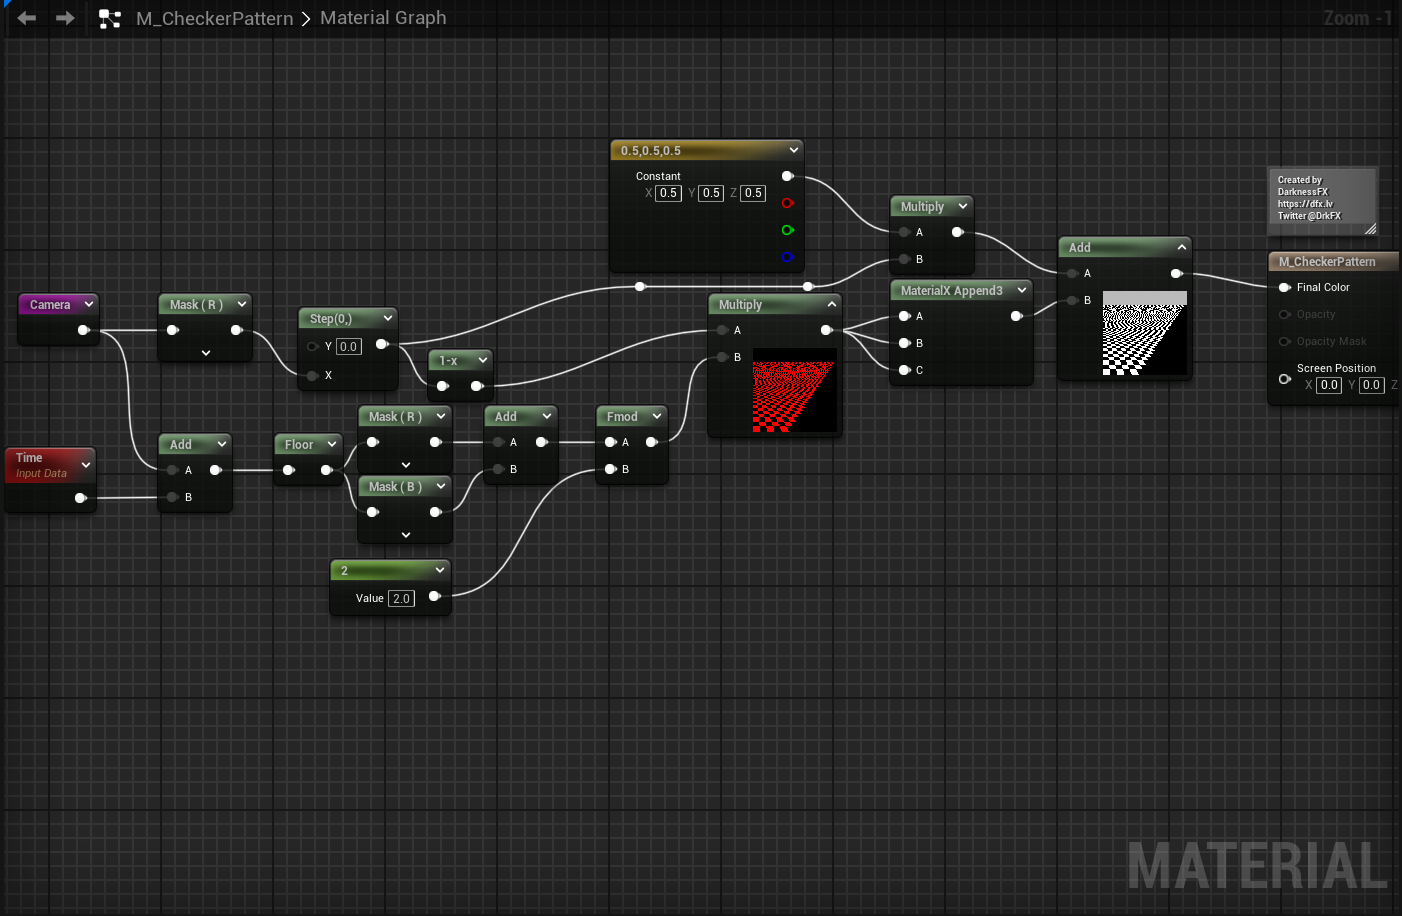 M_CheckerPattern > Material Graph
Zoom -1
0.5,0.5,0.5
Constant
X 0.5 Y 0.5 Z 0.5
Multiply
A
B
Created by
DarknessFX
https://dfx.lv
Twitter @DrkFX
Add
A
B
M_CheckerPattern
Final Color
Opacity
Opacity Mask
Screen Position
X 0.0 Y 0.0 Z
MaterialX Append3
A
B
C
Camera
Mask ( R )
Step(0,)
Y 0.0
X
1-x
Multiply
A
B
Time
Input Data
Add
A
B
Floor
Mask ( R )
Mask ( B )
Add
A
B
Fmod
A
B
2
Value 2.0
MATERIAL